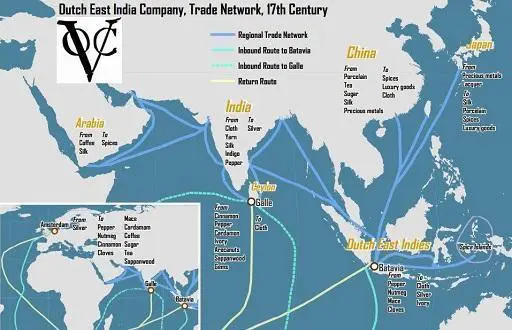 Dutch East India Company, Trade Network, 17th Century
VOC
Regional Trade Network
Inbound Route to Batavia
Inbound Route to Galle
Return Route
Japan
From
Precious metals
To
Silk
Porcelain
Spices
Luxury goods
China
From
Porcelain
Tea
Sugar
Silk
Precious metals
To
Spices
Luxury goods
Cloth
India
From
Cloth
Yarn
Silk
Indigo
Pepper
To
Silver
Arabia
From
Coffee
Silk
To
Spices
Ceylon
Galle
From
Cinnamon
Pepper
Cardamon
Ivory
Arecanuts
Sappanwood
Gems
To
Cloth
Dutch East Indies
Batavia
From
Pepper
Nutmeg
Mace
Cloves
To
Cloth
Silver
Ivory
Spice Islands
Amsterdam
From
Silver
To
Pepper
Nutmeg
Cinnamon
Cloves
Mace
Cardamam
Coffee
Sugar
Tea
Sappanwood
Galle
Batavia